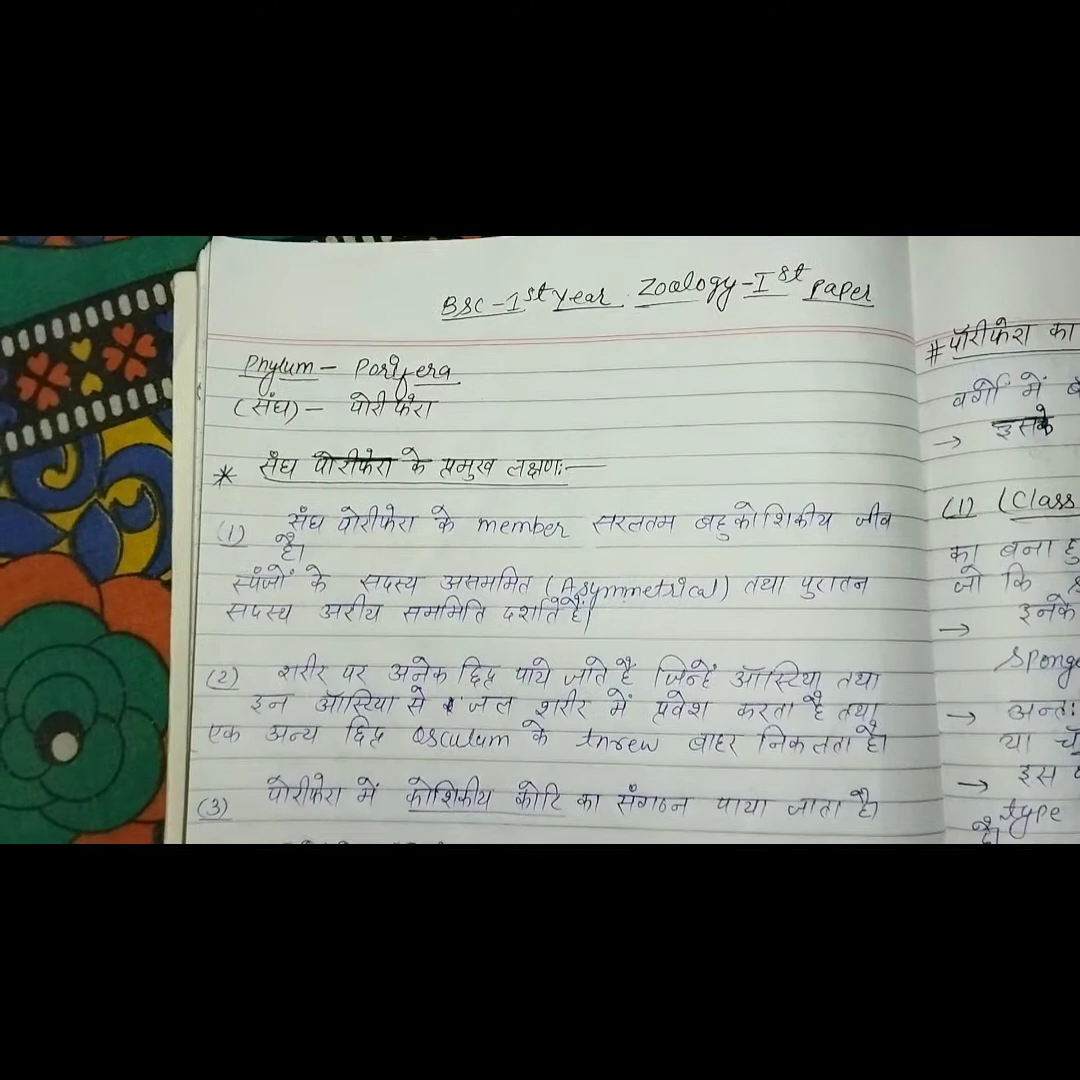 BSC-1st Year Zoology-Ist Paper
Phylum - Porifera
(संघ) - पोरीफेरा
* संघ पोरीफेरा के प्रमुख लक्षण:-
(1) संघ पोरीफेरा के member सरलतम बहुकोशिकीय जीव
है।
स्पंजों के सदस्य असममित (Asymmetrical) तथा पुरातन
सदस्य अरीय सममिति दर्शाते है।
(2) शरीर पर अनेक छिद्र पाये जाते है जिन्हें ऑस्टिया तथा
इन ऑस्टिया से जल शरीर में प्रवेश करता है तथा
एक अन्य छिद्र osculum के threw बाहर निकलता है।
(3) पोरीफेरा में कोशिकीय कोटि का संगठन पाया जाता है।
# पॉरीफेरा का
वर्गों में
→ इसके
(1) (Class
का बना
जो कि
→ इनके
Sponge
→ अन्तः
या
→ इस
type
है।